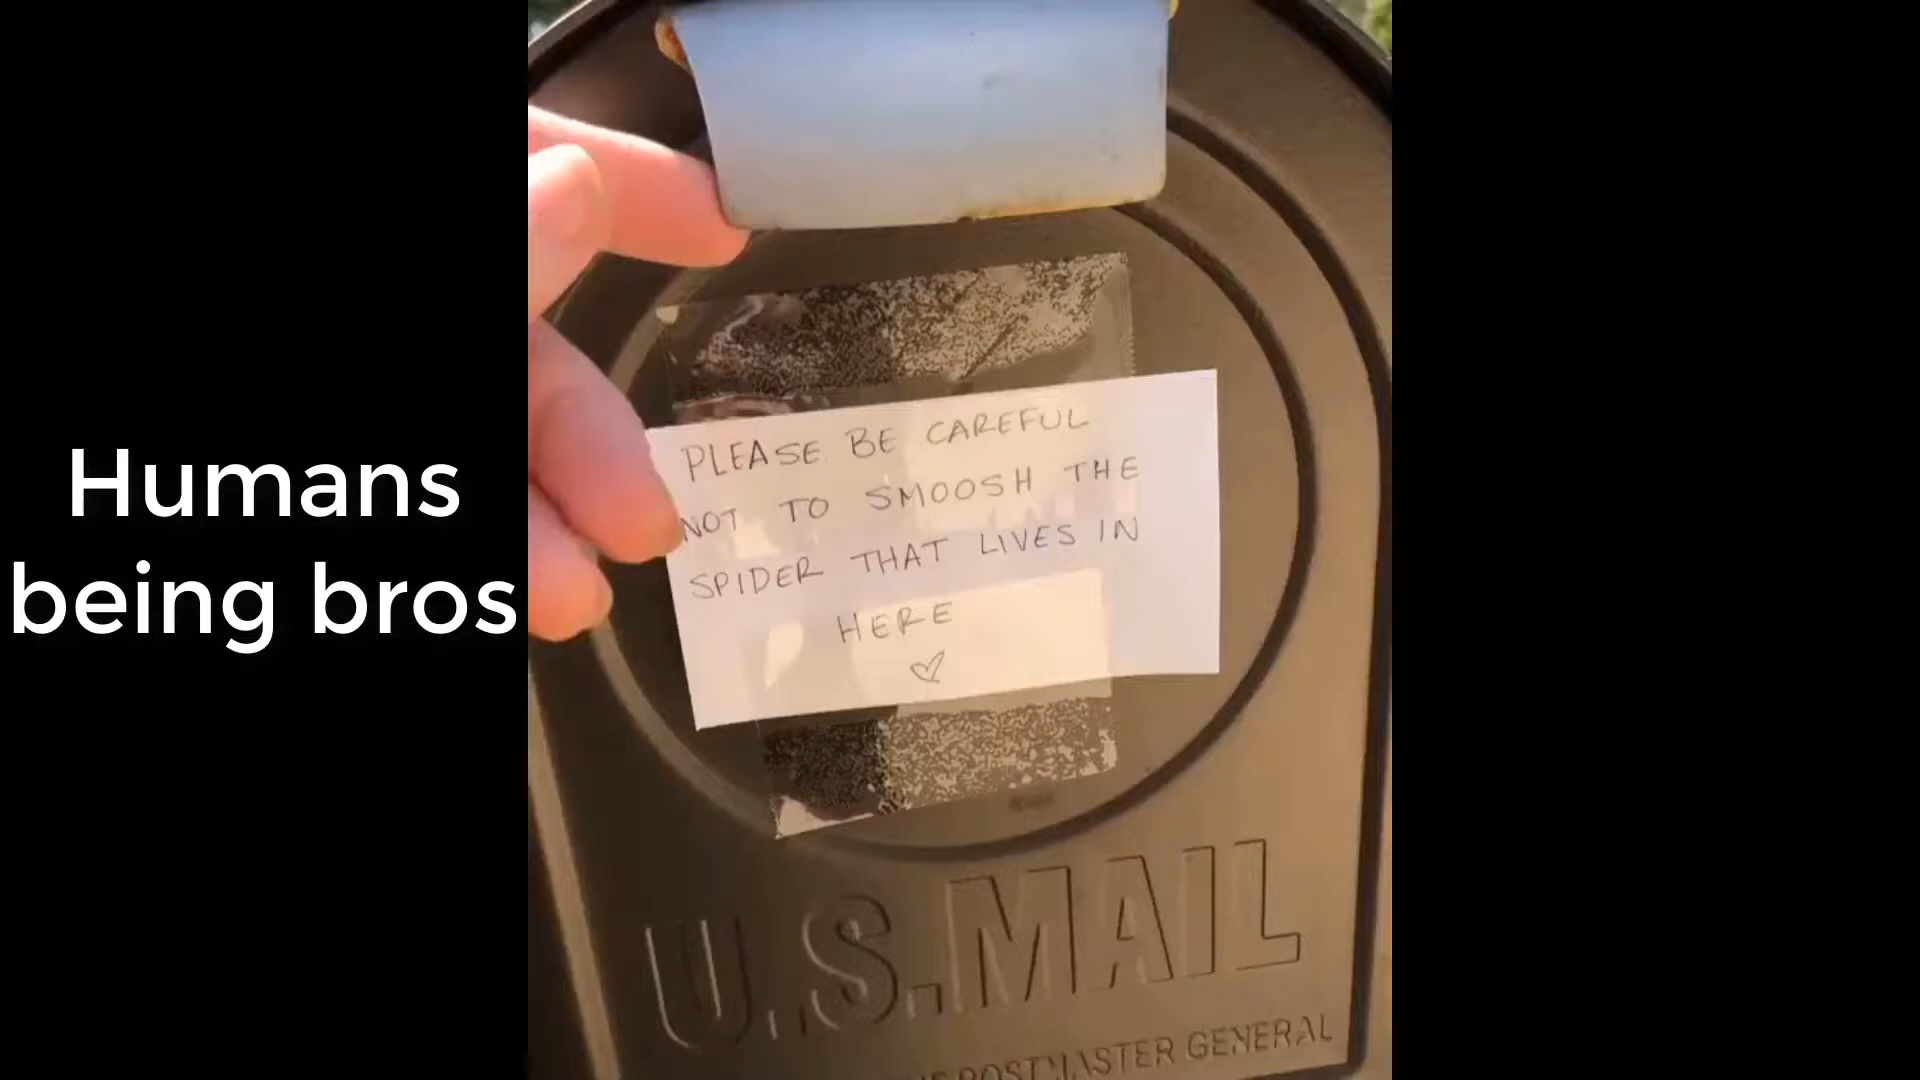 Humans
being bros
PLEASE BE CAREFUL
NOT TO SMOOSH THE
SPIDER THAT LIVES IN
HERE
U.S.MAIL
POSTMASTER GENERAL